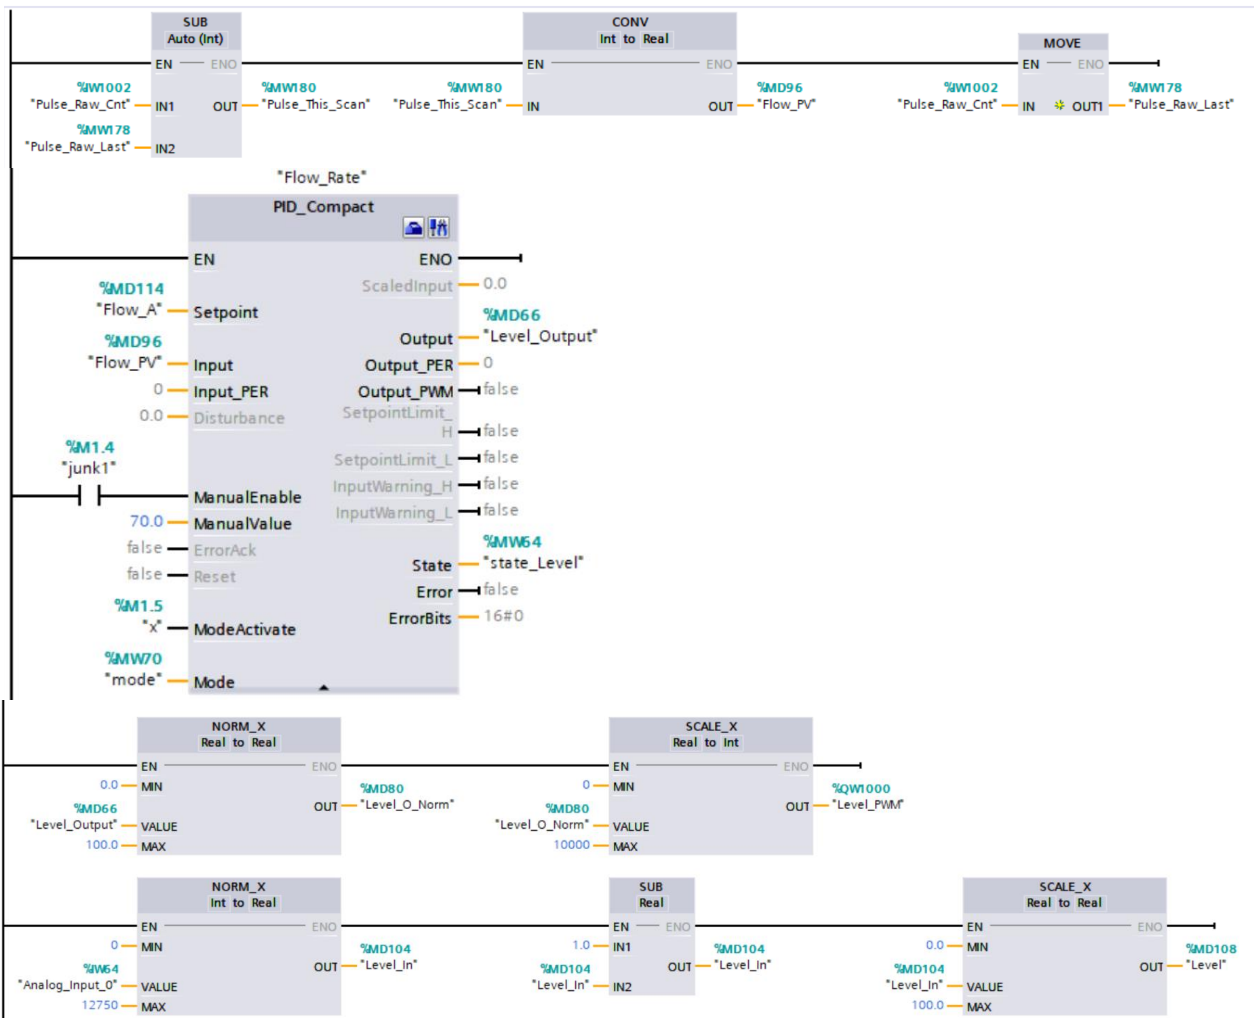 SUB
Auto (Int)
EN ENO
%IW1002
"Pulse_Raw_Cnt" IN1
%MW178
"Pulse_Raw_Last" IN2
%MW180
OUT "Pulse_This_Scan"
CONV
Int to Real
EN ENO
%MW180
"Pulse_This_Scan" IN
%MD96
OUT "Flow_PV"
MOVE
EN ENO
%IW1002
"Pulse_Raw_Cnt" IN
%MW178
OUT1 "Pulse_Raw_Last"
"Flow_Rate"
PID_Compact
EN ENO
ScaledInput 0.0
%MD114
"Flow_A" Setpoint
%MD66
Output "Level_Output"
%MD96
"Flow_PV" Input
Output_PER 0
0 Input_PER
Output_PWM false
0.0 Disturbance
SetpointLimit_
H false
%M1.4
"junk1"
SetpointLimit_L false
InputWarning_H false
ManualEnable
InputWarning_L false
70.0 ManualValue
false ErrorAck
%MW64
State "state_Level"
false Reset
Error false
%M1.5
"x" ModeActivate
ErrorBits 16#0
%MW70
"mode" Mode
NORM_X
Real to Real
EN ENO
0.0 MIN
%MD66
"Level_Output" VALUE
100.0 MAX
%MD80
OUT "Level_O_Norm"
SCALE_X
Real to Int
EN ENO
0 MIN
%MD80
"Level_O_Norm" VALUE
10000 MAX
%QW1000
OUT "Level_PWM"
NORM_X
Int to Real
EN ENO
0 MIN
%IW64
"Analog_Input_0" VALUE
12750 MAX
%MD104
OUT "Level_In"
SUB
Real
EN ENO
1.0 IN1
%MD104
"Level_In" IN2
%MD104
OUT "Level_In"
SCALE_X
Real to Real
EN ENO
0.0 MIN
%MD104
"Level_In" VALUE
100.0 MAX
%MD108
OUT "Level"